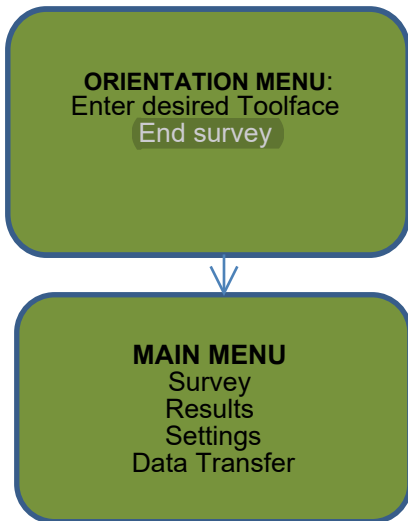 ORIENTATION MENU:
Enter desired Toolface
End survey
MAIN MENU
Survey
Results
Settings
Data Transfer